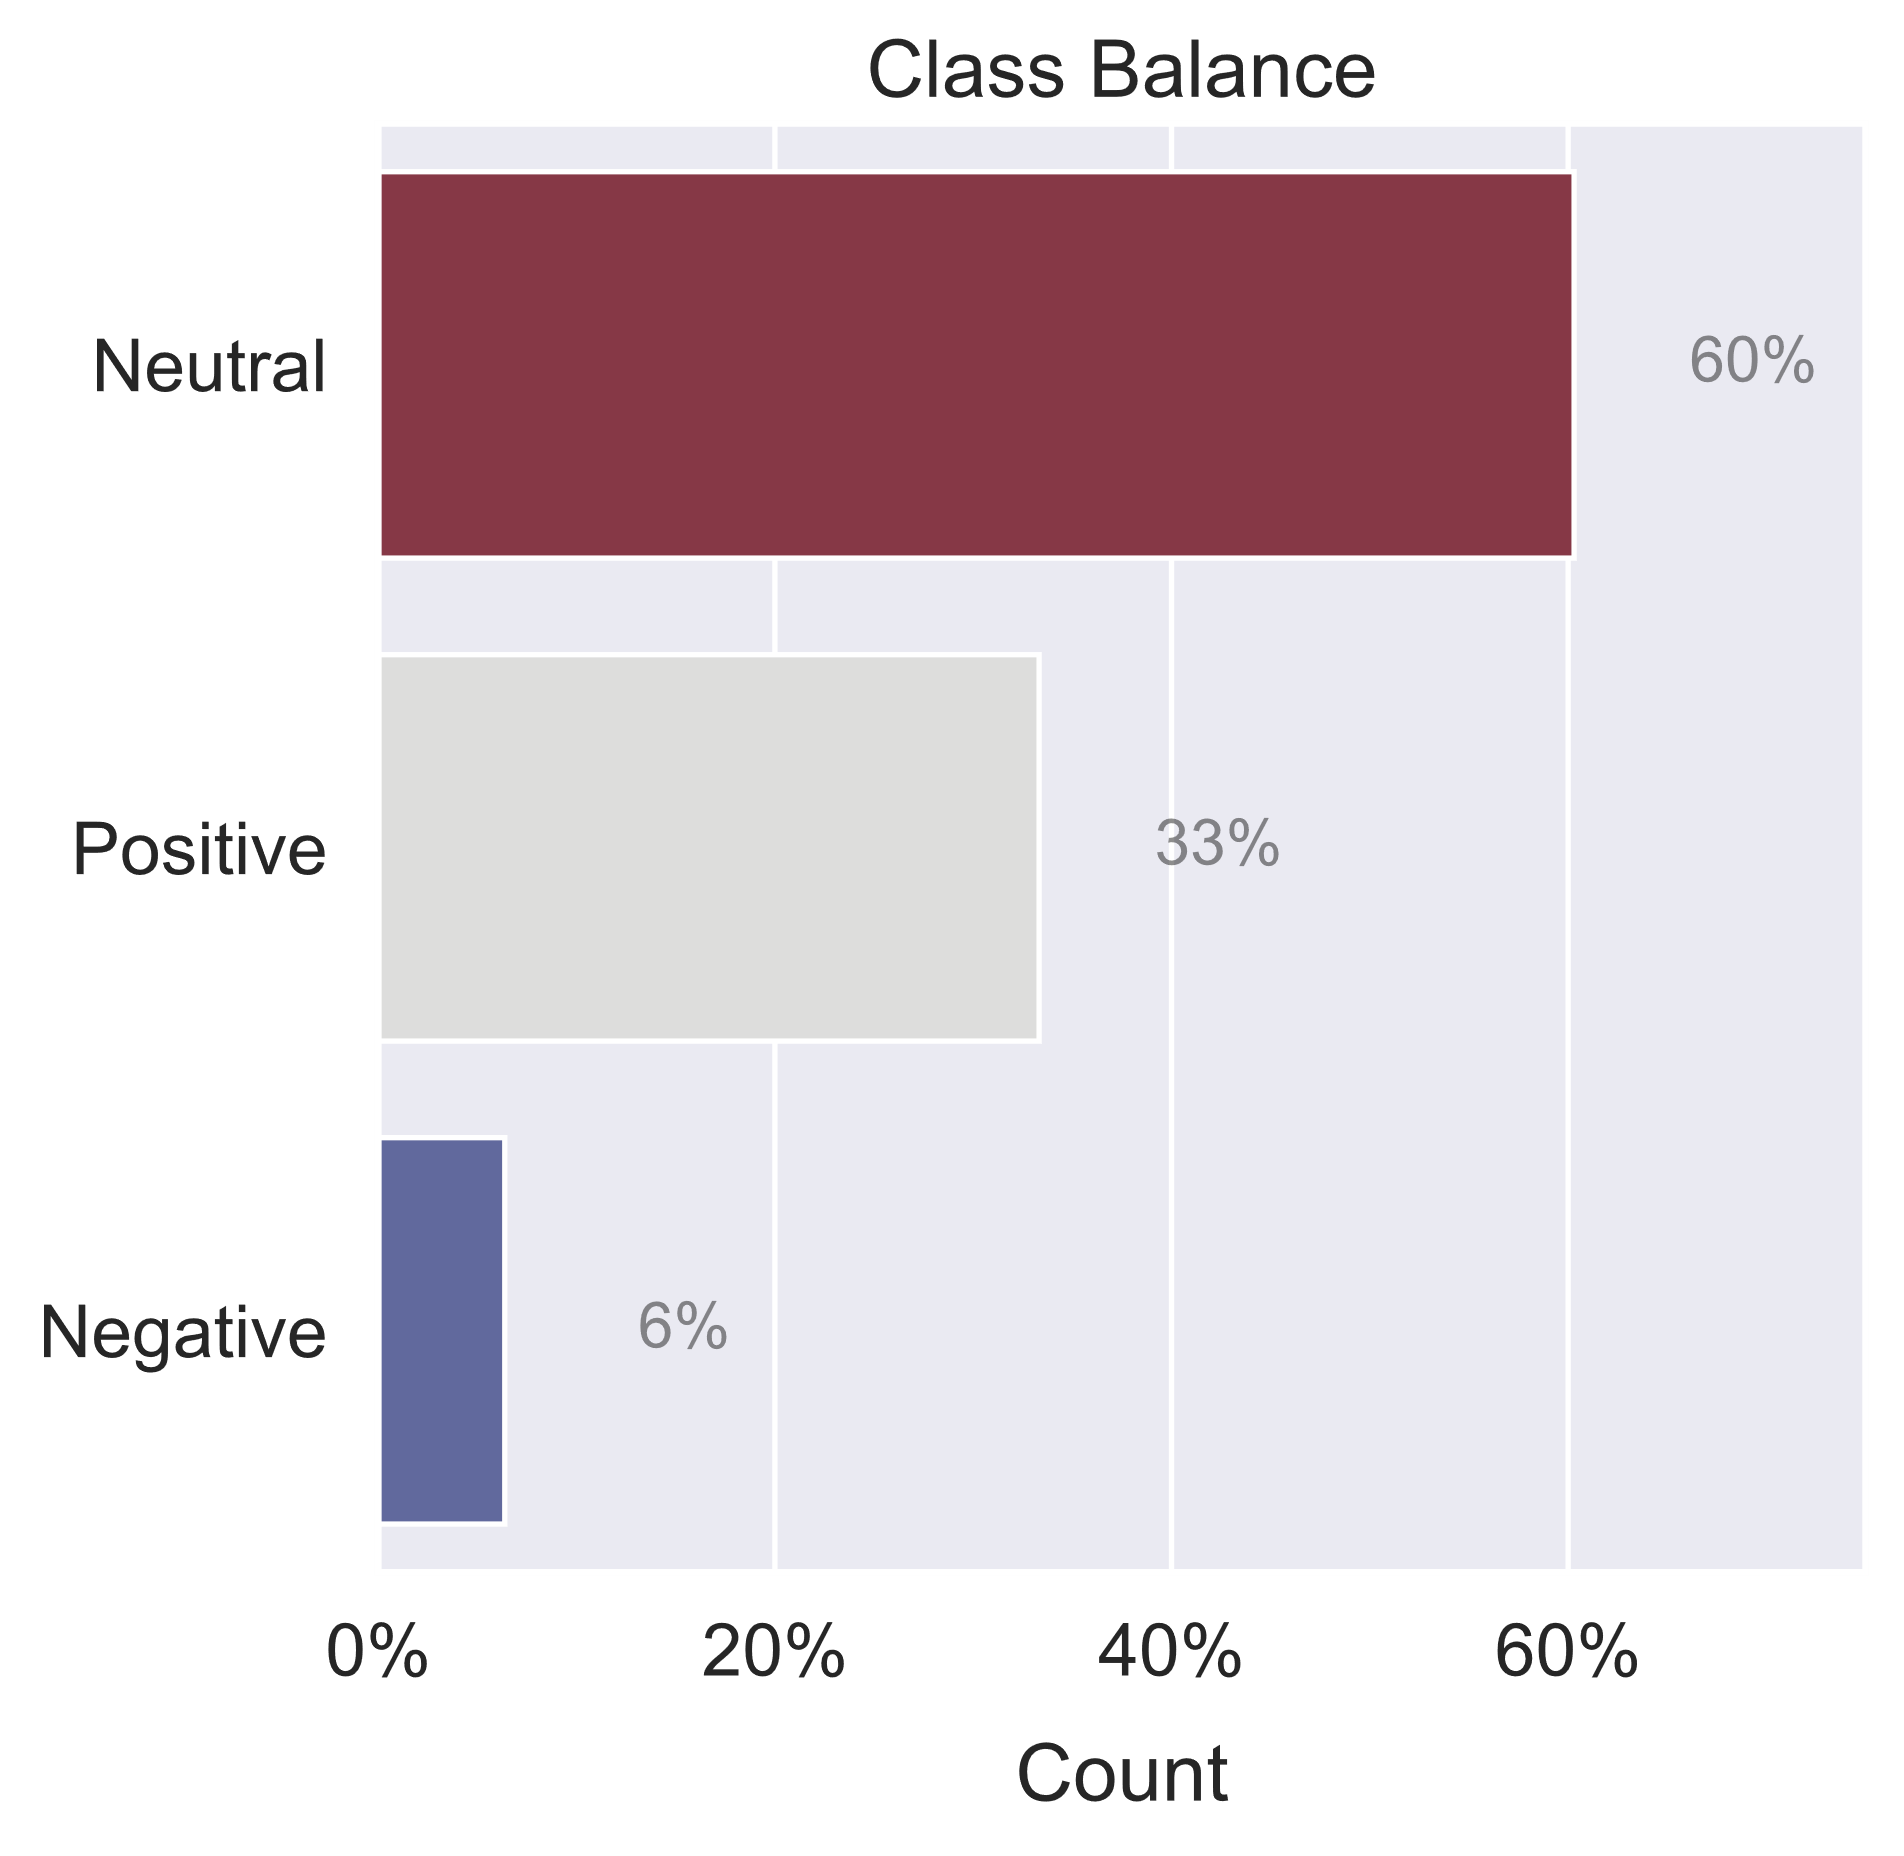 Class Balance
Neutral
60%
Positive
33%
Negative
6%
0% 20% 40% 60%
Count